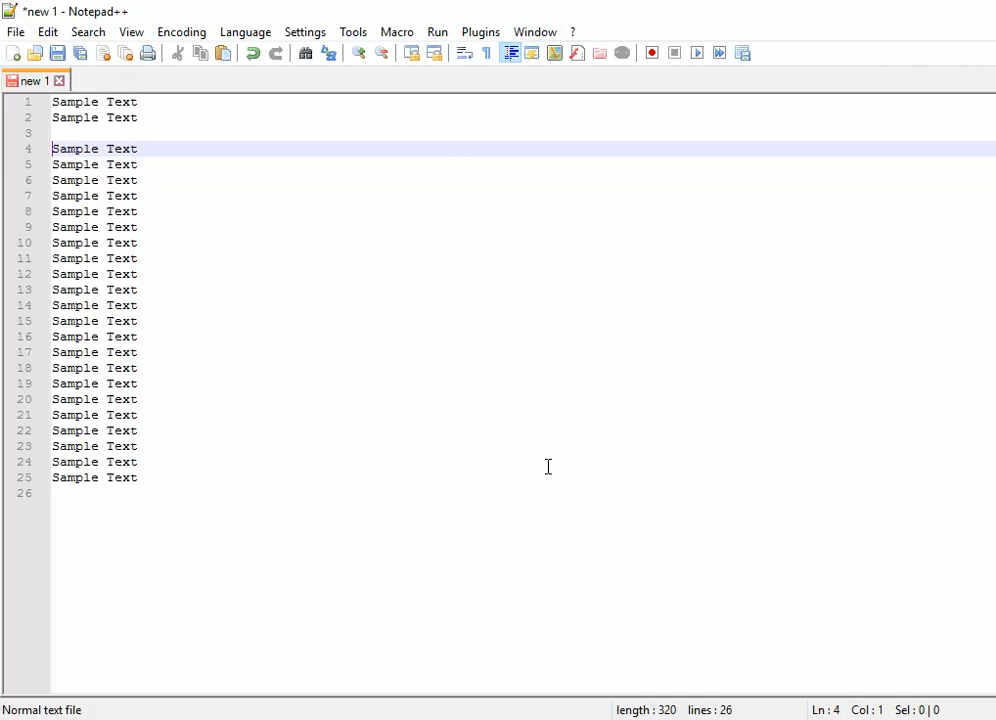 *new 1 - Notepad++
File Edit Search View Encoding Language Settings Tools Macro Run Plugins Window ?
new 1
1 Sample Text
2 Sample Text
3
4 Sample Text
5 Sample Text
6 Sample Text
7 Sample Text
8 Sample Text
9 Sample Text
10 Sample Text
11 Sample Text
12 Sample Text
13 Sample Text
14 Sample Text
15 Sample Text
16 Sample Text
17 Sample Text
18 Sample Text
19 Sample Text
20 Sample Text
21 Sample Text
22 Sample Text
23 Sample Text
24 Sample Text
25 Sample Text
26
Normal text file length : 320 lines : 26 Ln : 4 Col : 1 Sel : 0 | 0